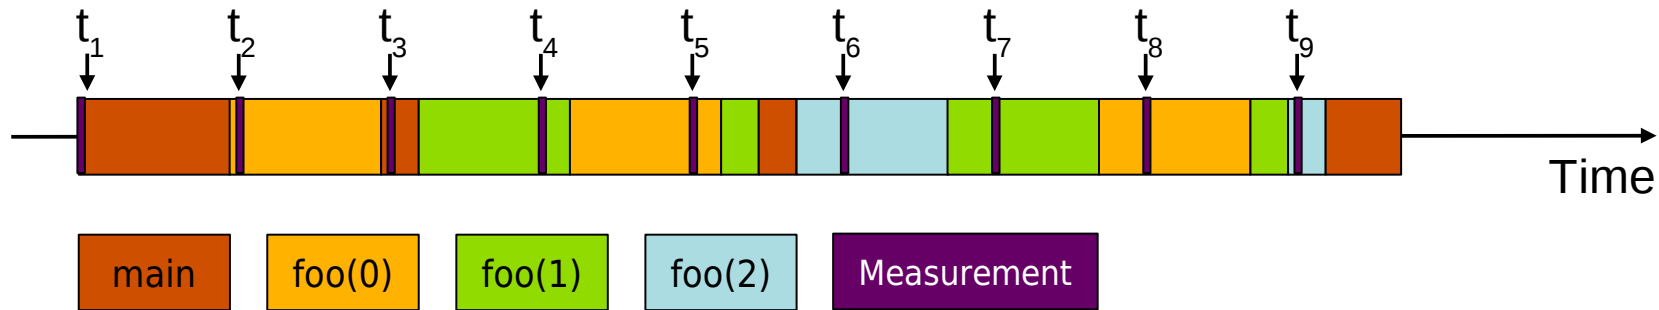 t1 t2 t3 t4 t5 t6 t7 t8 t9
Time
main foo(0) foo(1) foo(2) Measurement